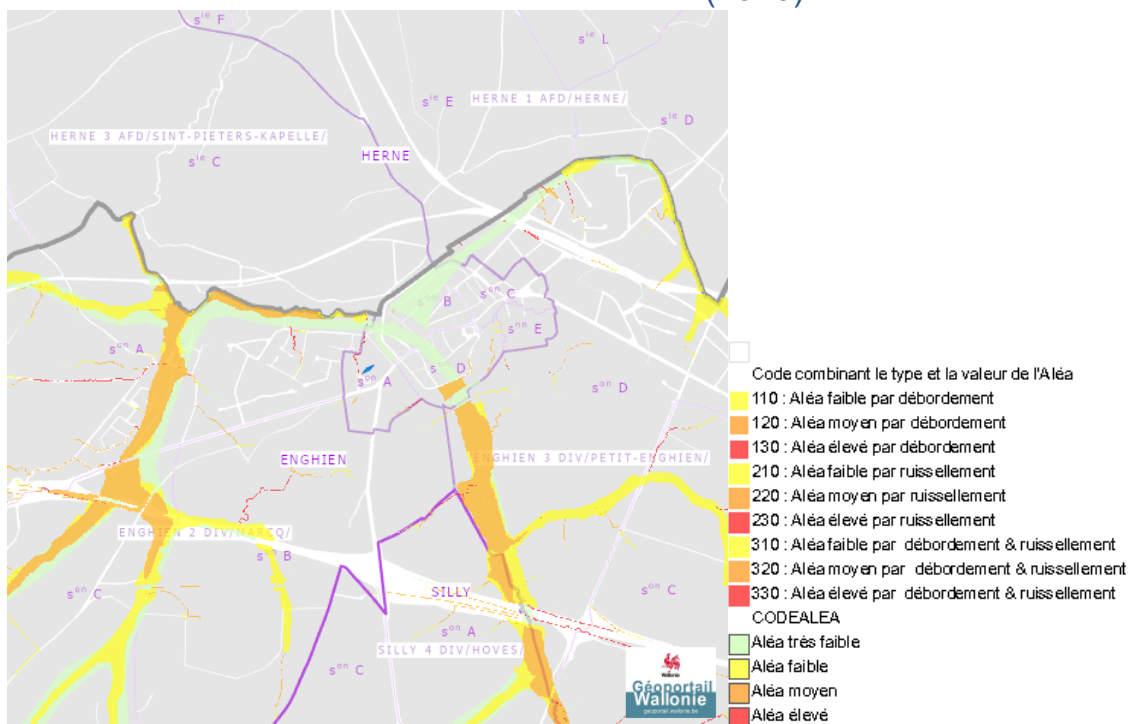 sⁱᵉ F
sⁱᵉ L
sⁱᵉ E
HERNE 1 AFD/HERNE/
sⁱᵉ D
HERNE 3 AFD/SINT-PIETERS-KAPELLE/
HERNE
sⁱᵉ C
B
sᵒⁿ C
sᵒⁿ E
sᵒⁿ A
sᵒⁿ D
sᵒⁿ A
sᵒⁿ D
ENGHIEN
ENGHIEN 3 DIV/PETIT-ENGHIEN/
ENGHIEN 2 DIV/MARCQ/
sᵒⁿ B
sᵒⁿ C
SILLY
sᵒⁿ C
sᵒⁿ A
SILLY 4 DIV/HOVES/
sᵒⁿ C
Wallonie
Géoportail
Wallonie
geoportail.wallonie.be
Code combinant le type et la valeur de l'Aléa
110 : Aléa faible par débordement
120 : Aléa moyen par débordement
130 : Aléa élevé par débordement
210 : Aléa faible par ruissellement
220 : Aléa moyen par ruissellement
230 : Aléa élevé par ruissellement
310 : Aléa faible par débordement & ruissellement
320 : Aléa moyen par débordement & ruissellement
330 : Aléa élevé par débordement & ruissellement
CODEALEA
Aléa trés faible
Aléa faible
Aléa moyen
Aléa élevé